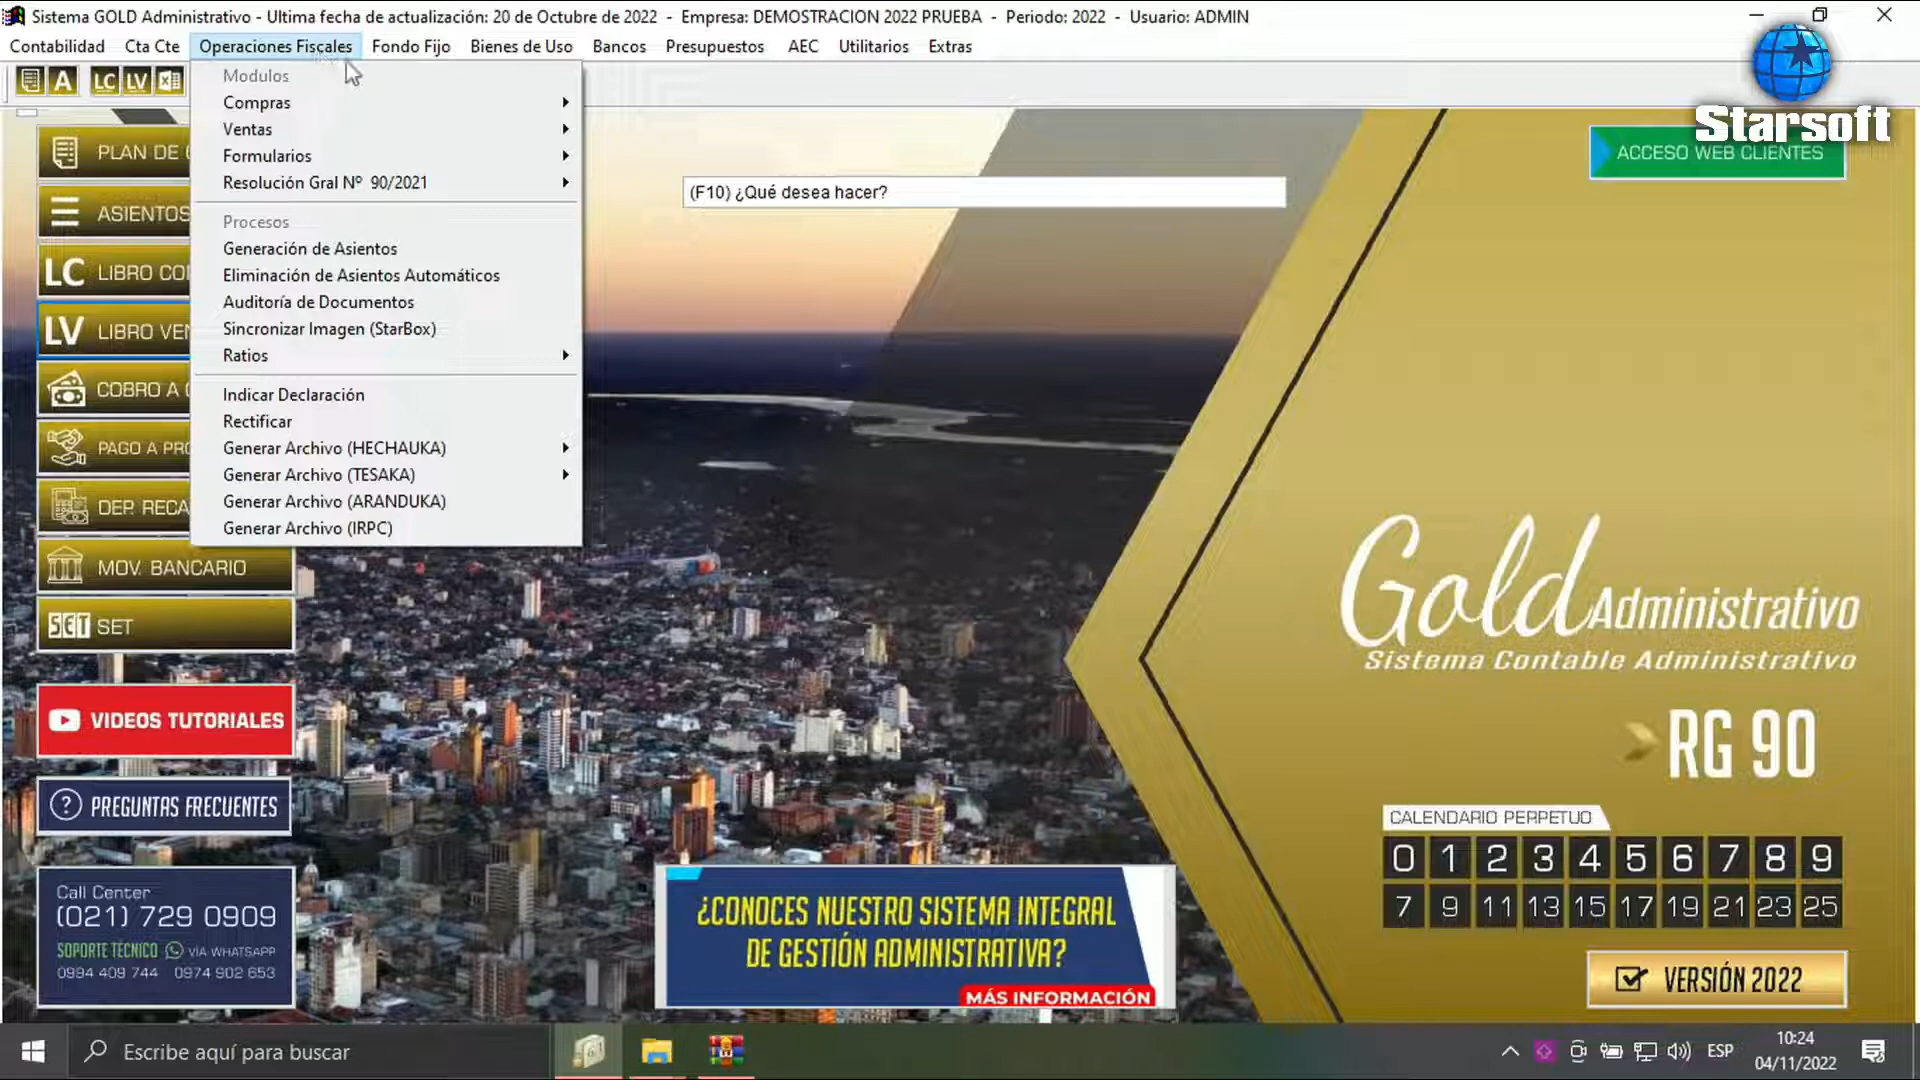 Sistema GOLD Administrativo - Ultima fecha de actualización: 20 de Octubre de 2022 - Empresa: DEMOSTRACION 2022 PRUEBA - Periodo: 2022 - Usuario: ADMIN
Contabilidad Cta Cte Operaciones Fiscales Fondo Fijo Bienes de Uso Bancos Presupuestos AEC Utilitarios Extras
A LC LV
Modulos
Compras
Ventas
Formularios
Resolución Gral Nº 90/2021
Procesos
Generación de Asientos
Eliminación de Asientos Automáticos
Auditoría de Documentos
Sincronizar Imagen (StarBox)
Ratios
Indicar Declaración
Rectificar
Generar Archivo (HECHAUKA)
Generar Archivo (TESAKA)
Generar Archivo (ARANDUKA)
Generar Archivo (IRPC)
PLAN DE
ASIENTOS
LC LIBRO CO
LV LIBRO VE
COBRO A
PAGO A PR
DEP. RECA
MOV. BANCARIO
SET SET
VIDEOS TUTORIALES
? PREGUNTAS FRECUENTES
Call Center
(021) 729 0909
SOPORTE TÉCNICO VIA WHATSAPP
0994 409 744 0974 902 653
(F10) ¿Qué desea hacer?
Starsoft
ACCESO WEB CLIENTES
Gold Administrativo
Sistema Contable Administrativo
RG 90
CALENDARIO PERPETUO
0 1 2 3 4 5 6 7 8 9
7 9 11 13 15 17 19 21 23 25
¿CONOCES NUESTRO SISTEMA INTEGRAL
DE GESTIÓN ADMINISTRATIVA?
MÁS INFORMACIÓN
VERSIÓN 2022
Escribe aquí para buscar
ESP
10:24
04/11/2022